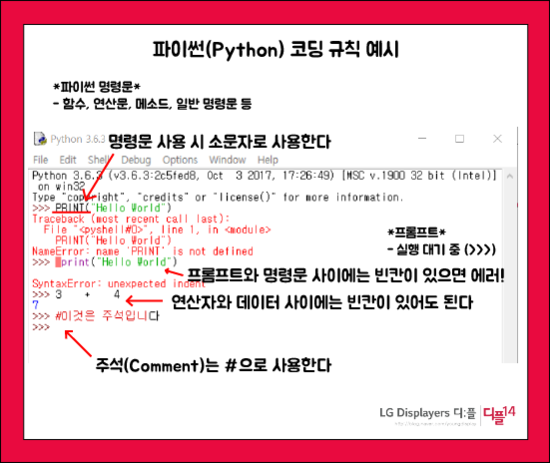 파이썬(Python) 코딩 규칙 예시
*파이썬 명령문*
- 함수, 연산문, 메소드, 일반 명령문 등
Python 3.6.3
명령문 사용 시 소문자로 사용한다
File Edit Shell Debug Options Window Help
Python 3.6.3 (v3.6.3:2c5fed8, Oct 3 2017, 17:26:49) [MSC v.1900 32 bit (Intel)]
on win32
Type "copyright", "credits" or "license()" for more information.
>>> PRINT("Hello World")
Traceback (most recent call last):
File "<pyshell#0>", line 1, in <module>
PRINT("Hello World")
NameError: name 'PRINT' is not defined
*프롬프트*
- 실행 대기 중 (>>>)
>>> print("Hello World")
프롬프트와 명령문 사이에는 빈칸이 있으면 에러!
SyntaxError: unexpected indent
>>> 3 + 4
연산자와 데이터 사이에는 빈칸이 있어도 된다
7
>>> #이것은 주석입니다
>>>
주석(Comment)는 #으로 사용한다
LG Displayers 디:플 디플14